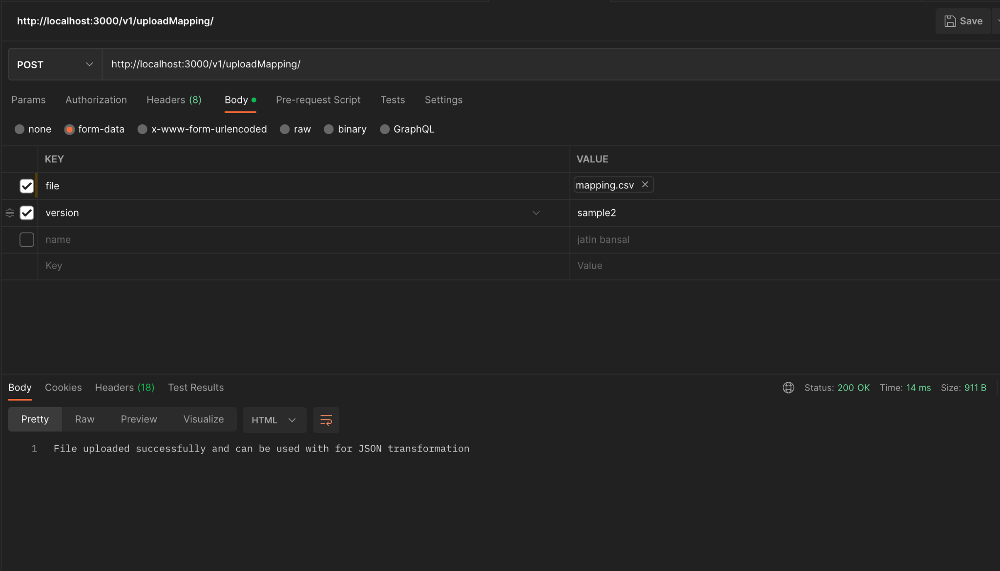 http://localhost:3000/v1/uploadMapping/
Save
POST
http://localhost:3000/v1/uploadMapping/
Params Authorization Headers (8) Body Pre-request Script Tests Settings
none form-data x-www-form-urlencoded raw binary GraphQL
KEY VALUE
file mapping.csv
version sample2
name jatin bansal
Key Value
Body Cookies Headers (18) Test Results Status: 200 OK Time: 14 ms Size: 911 B
Pretty Raw Preview Visualize HTML
1 File uploaded successfully and can be used with for JSON transformation